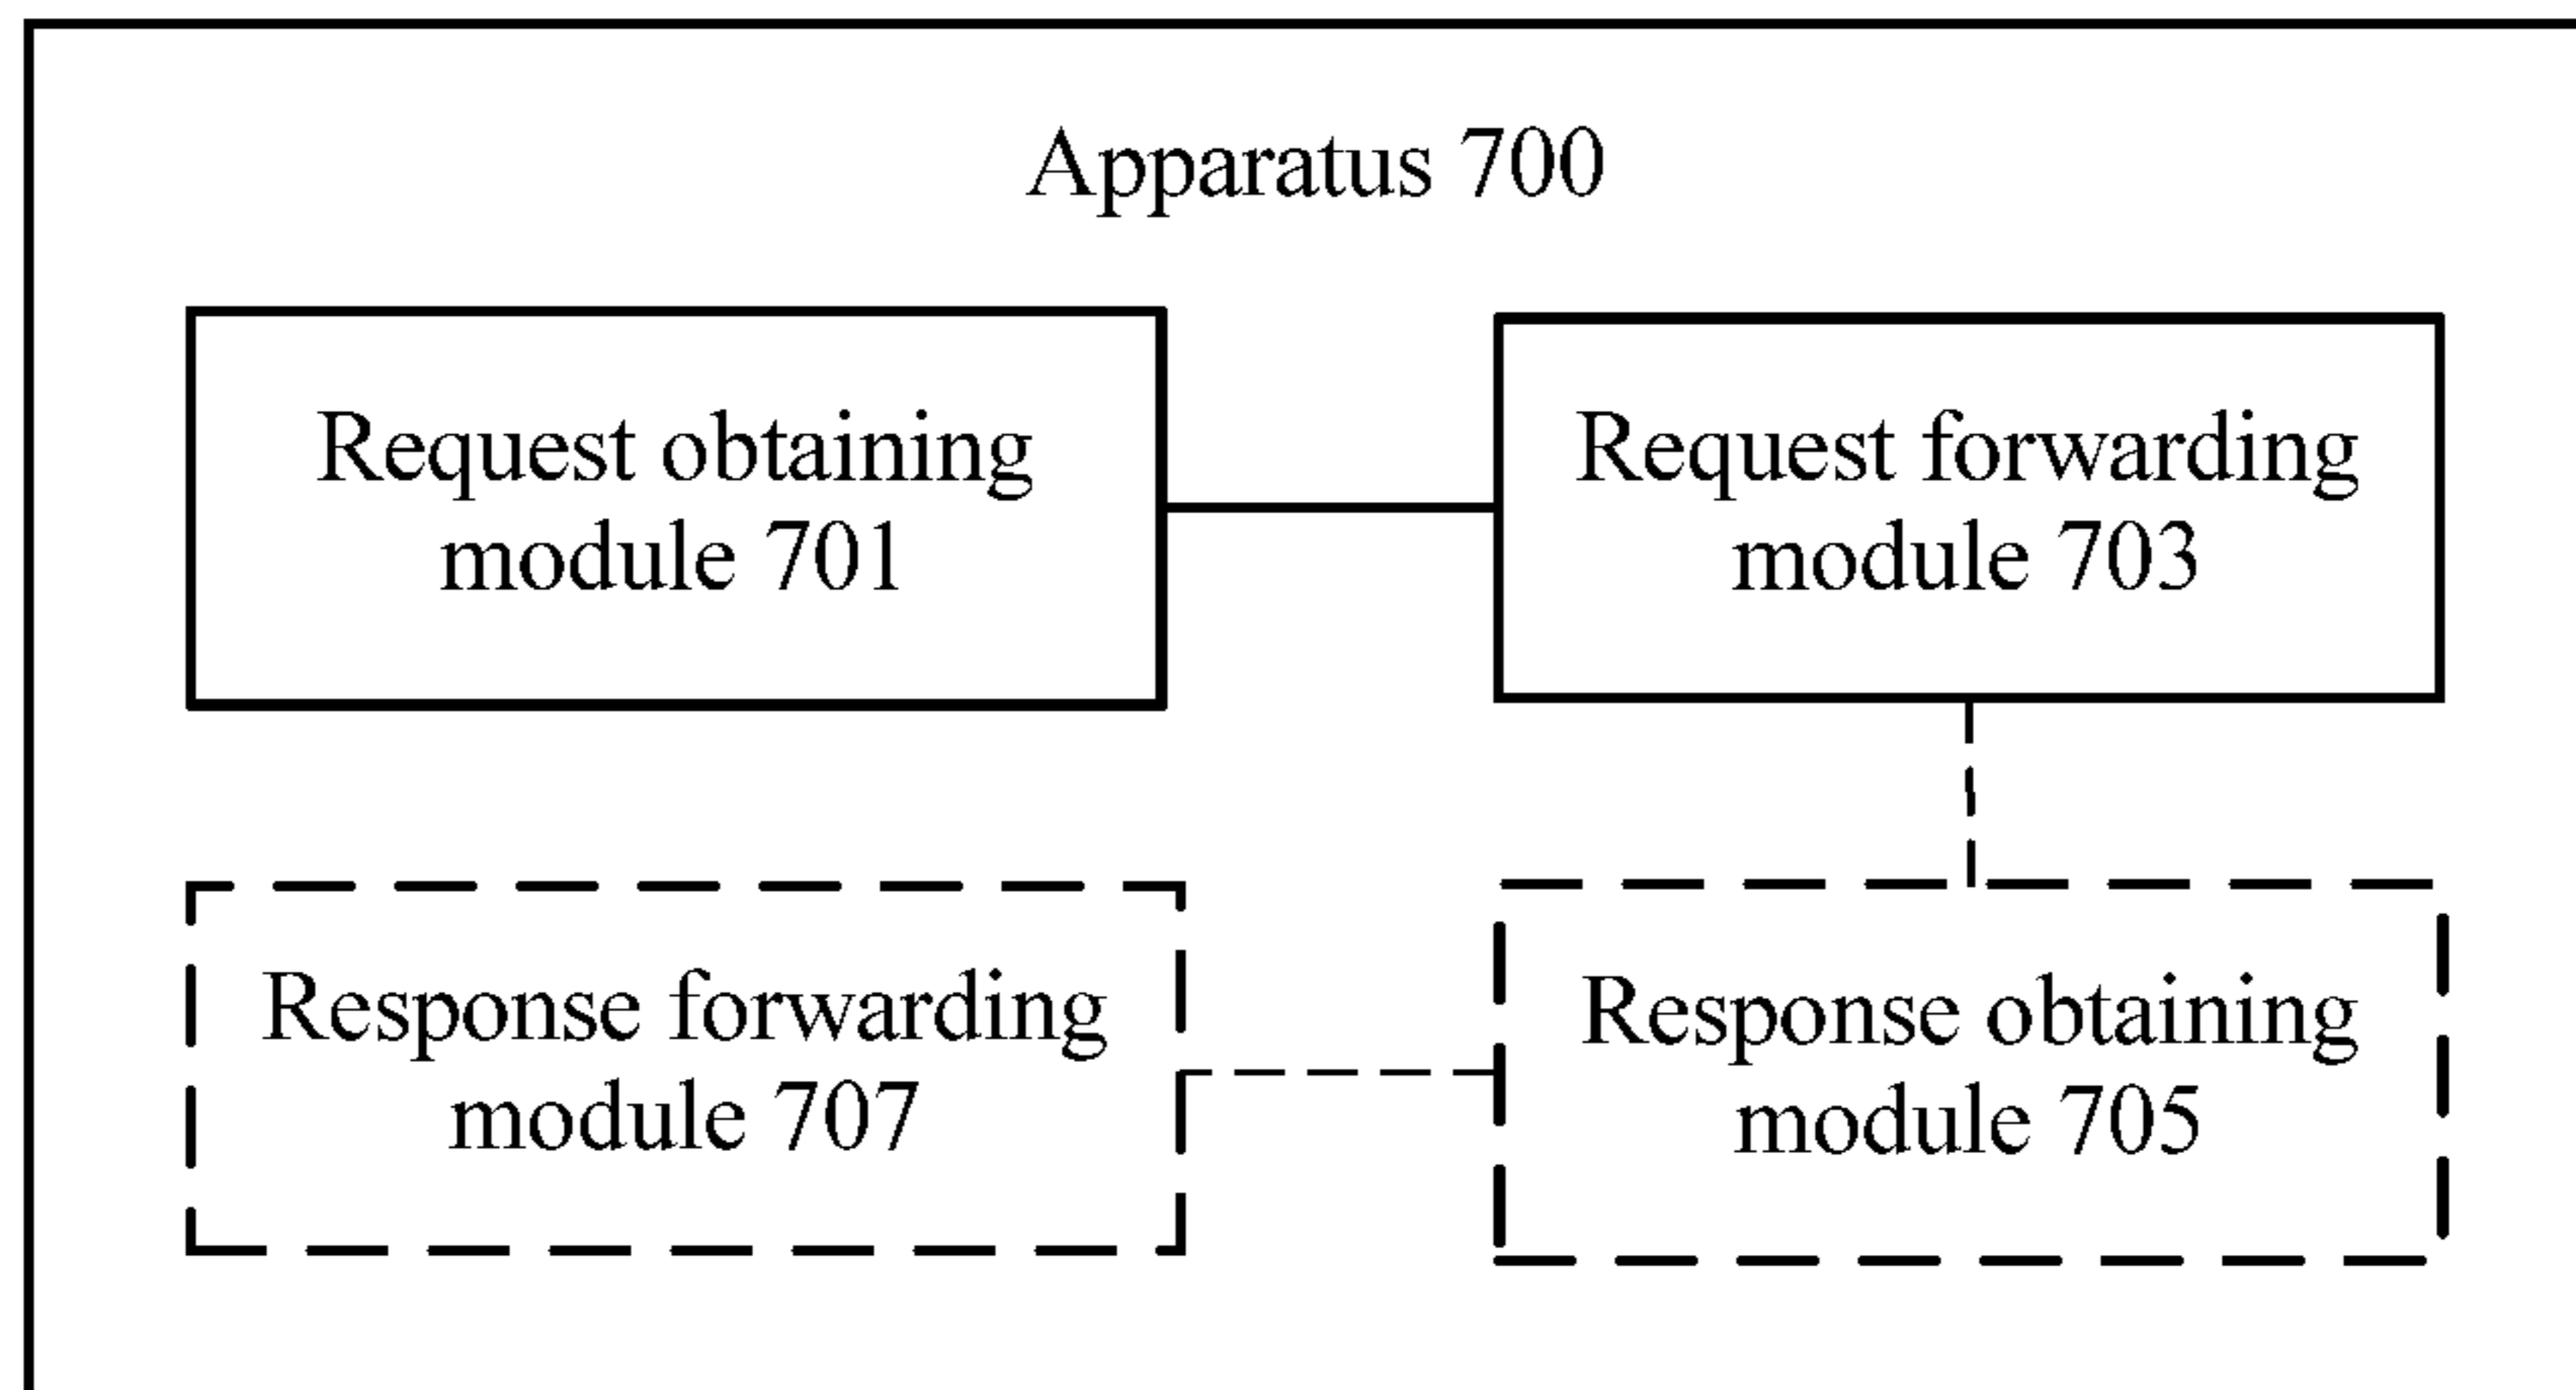 Apparatus 700
Request obtaining
module 701
Request forwarding
module 703
Response forwarding
module 707
Response obtaining
module 705